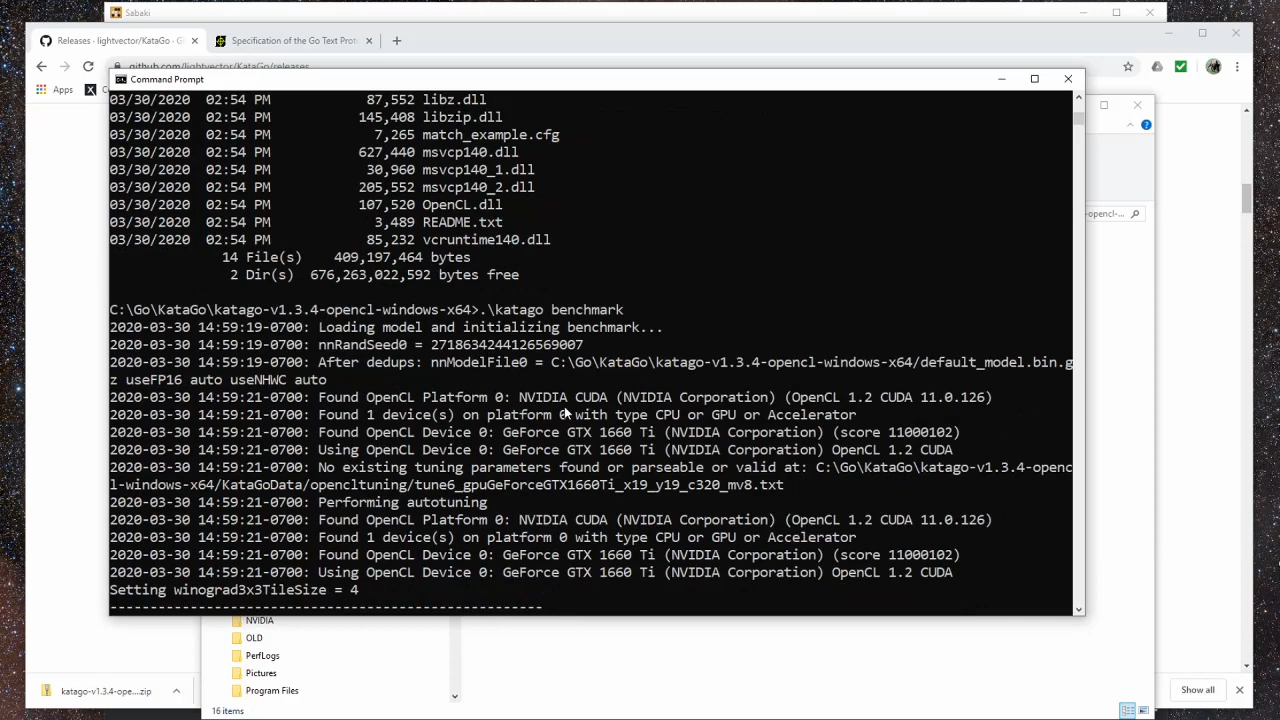 Sabaki
Releases · lightvector/KataGo · Gi
Specification of the Go Text Prot
github.com/lightvector/KataGo/releases
Apps
Command Prompt
03/30/2020  02:54 PM            87,552 libz.dll
03/30/2020  02:54 PM           145,408 libzip.dll
03/30/2020  02:54 PM             7,265 match_example.cfg
03/30/2020  02:54 PM           627,440 msvcp140.dll
03/30/2020  02:54 PM            30,960 msvcp140_1.dll
03/30/2020  02:54 PM           205,552 msvcp140_2.dll
03/30/2020  02:54 PM           107,520 OpenCL.dll
03/30/2020  02:54 PM             3,489 README.txt
03/30/2020  02:54 PM            85,232 vcruntime140.dll
14 File(s)    409,197,464 bytes
2 Dir(s)  676,263,022,592 bytes free
C:\Go\KataGo\katago-v1.3.4-opencl-windows-x64>.\katago benchmark
2020-03-30 14:59:19-0700: Loading model and initializing benchmark...
2020-03-30 14:59:19-0700: nnRandSeed0 = 2718634244126569007
2020-03-30 14:59:19-0700: After dedups: nnModelFile0 = C:\Go\KataGo\katago-v1.3.4-opencl-windows-x64/default_model.bin.g
z useFP16 auto useNHWC auto
2020-03-30 14:59:21-0700: Found OpenCL Platform 0: NVIDIA CUDA (NVIDIA Corporation) (OpenCL 1.2 CUDA 11.0.126)
2020-03-30 14:59:21-0700: Found 1 device(s) on platform 0 with type CPU or GPU or Accelerator
2020-03-30 14:59:21-0700: Found OpenCL Device 0: GeForce GTX 1660 Ti (NVIDIA Corporation) (score 11000102)
2020-03-30 14:59:21-0700: Using OpenCL Device 0: GeForce GTX 1660 Ti (NVIDIA Corporation) OpenCL 1.2 CUDA
2020-03-30 14:59:21-0700: No existing tuning parameters found or parseable or valid at: C:\Go\KataGo\katago-v1.3.4-openc
l-windows-x64/KataGoData/opencltuning/tune6_gpuGeForceGTX1660Ti_x19_y19_c320_mv8.txt
2020-03-30 14:59:21-0700: Performing autotuning
2020-03-30 14:59:21-0700: Found OpenCL Platform 0: NVIDIA CUDA (NVIDIA Corporation) (OpenCL 1.2 CUDA 11.0.126)
2020-03-30 14:59:21-0700: Found 1 device(s) on platform 0 with type CPU or GPU or Accelerator
2020-03-30 14:59:21-0700: Found OpenCL Device 0: GeForce GTX 1660 Ti (NVIDIA Corporation) (score 11000102)
2020-03-30 14:59:21-0700: Using OpenCL Device 0: GeForce GTX 1660 Ti (NVIDIA Corporation) OpenCL 1.2 CUDA
Setting winograd3x3TileSize = 4
------------------------------------------------------
-opencl-...
NVIDIA
OLD
PerfLogs
Pictures
Program Files
katago-v1.3.4-ope....zip
Show all
16 items